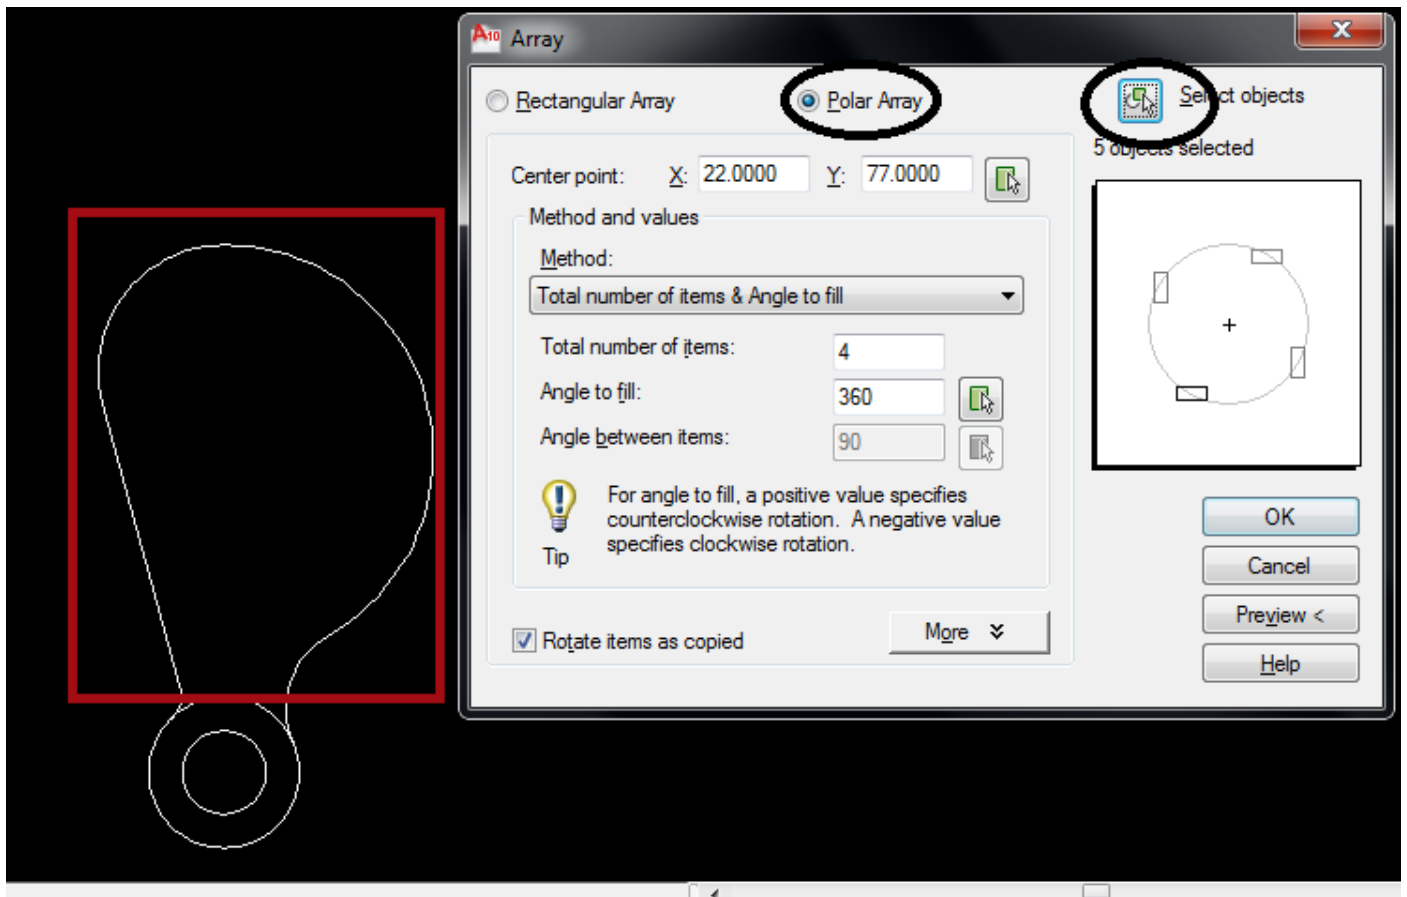 A10 Array
X
Rectangular Array
Polar Array
Select objects
5 objects selected
Center point: X: 22.0000 Y: 77.0000
Method and values
Method:
Total number of items & Angle to fill
Total number of items: 4
Angle to fill: 360
Angle between items: 90
For angle to fill, a positive value specifies
counterclockwise rotation. A negative value
specifies clockwise rotation.
Tip
Rotate items as copied
More
OK
Cancel
Preview <
Help